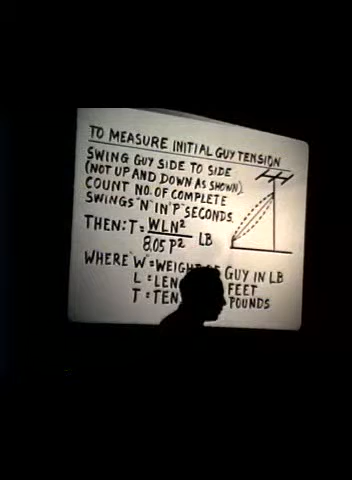 TO MEASURE INITIAL GUY TENSION
SWING GUY SIDE TO SIDE
(NOT UP AND DOWN AS SHOWN).
COUNT NO. OF COMPLETE
SWINGS "N" IN "P" SECONDS.
THEN: T = WLN² / 8.05 P² LB
WHERE "W" = WEIGHT GUY IN LB
L = LEN FEET
T = TEN POUNDS